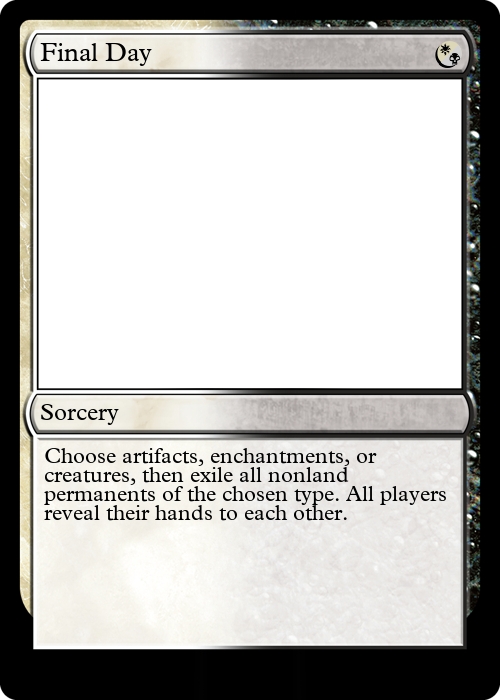 Final Day
Sorcery
Choose artifacts, enchantments, or
creatures, then exile all nonland
permanents of the chosen type. All players
reveal their hands to each other.